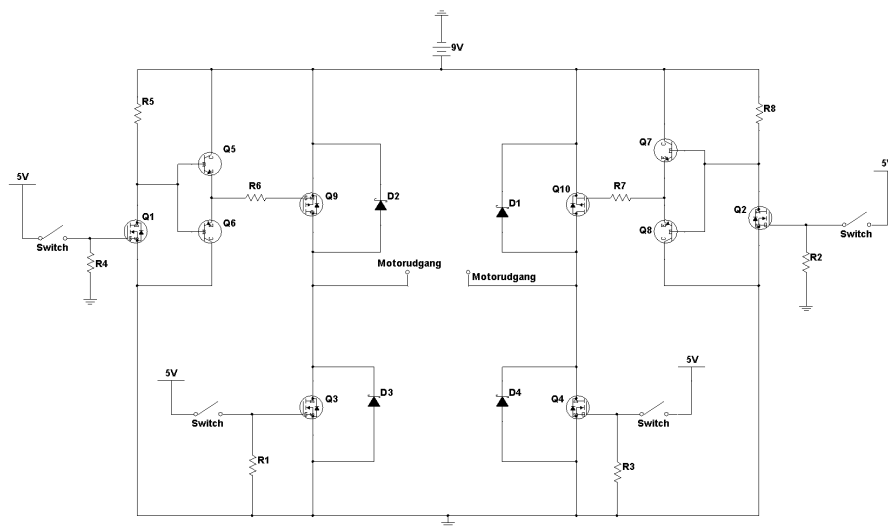 9V
R5
R8
Q5
Q7
5V
5V
R6
R7
Q9
D2
D1
Q10
Q1
Q6
Q8
Q2
Switch
Switch
R4
R2
Motorudgang
Motorudgang
5V
5V
Q3
D3
D4
Q4
Switch
Switch
R1
R3